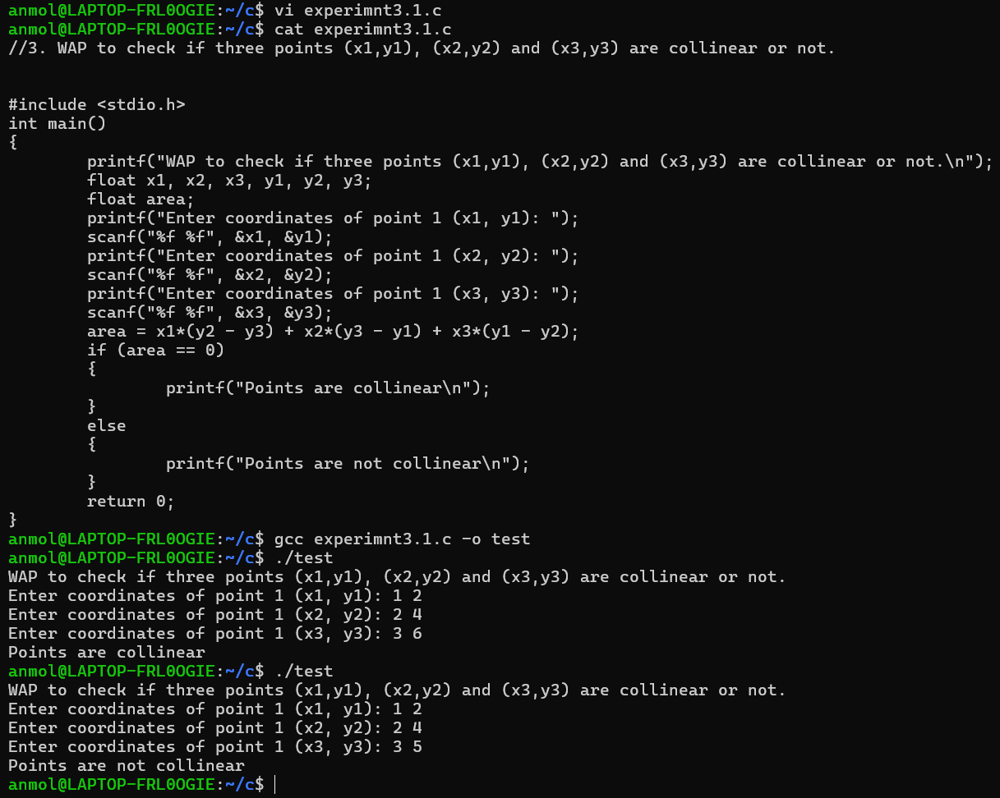 anmol@LAPTOP-FRL0OGIE:~/c$ vi experimnt3.1.c
anmol@LAPTOP-FRL0OGIE:~/c$ cat experimnt3.1.c
//3. WAP to check if three points (x1,y1), (x2,y2) and (x3,y3) are collinear or not.


#include <stdio.h>
int main()
{
        printf("WAP to check if three points (x1,y1), (x2,y2) and (x3,y3) are collinear or not.\n");
        float x1, x2, x3, y1, y2, y3;
        float area;
        printf("Enter coordinates of point 1 (x1, y1): ");
        scanf("%f %f", &x1, &y1);
        printf("Enter coordinates of point 1 (x2, y2): ");
        scanf("%f %f", &x2, &y2);
        printf("Enter coordinates of point 1 (x3, y3): ");
        scanf("%f %f", &x3, &y3);
        area = x1*(y2 - y3) + x2*(y3 - y1) + x3*(y1 - y2);
        if (area == 0)
        {
                printf("Points are collinear\n");
        }
        else
        {
                printf("Points are not collinear\n");
        }
        return 0;
}
anmol@LAPTOP-FRL0OGIE:~/c$ gcc experimnt3.1.c -o test
anmol@LAPTOP-FRL0OGIE:~/c$ ./test
WAP to check if three points (x1,y1), (x2,y2) and (x3,y3) are collinear or not.
Enter coordinates of point 1 (x1, y1): 1 2
Enter coordinates of point 1 (x2, y2): 2 4
Enter coordinates of point 1 (x3, y3): 3 6
Points are collinear
anmol@LAPTOP-FRL0OGIE:~/c$ ./test
WAP to check if three points (x1,y1), (x2,y2) and (x3,y3) are collinear or not.
Enter coordinates of point 1 (x1, y1): 1 2
Enter coordinates of point 1 (x2, y2): 2 4
Enter coordinates of point 1 (x3, y3): 3 5
Points are not collinear
anmol@LAPTOP-FRL0OGIE:~/c$